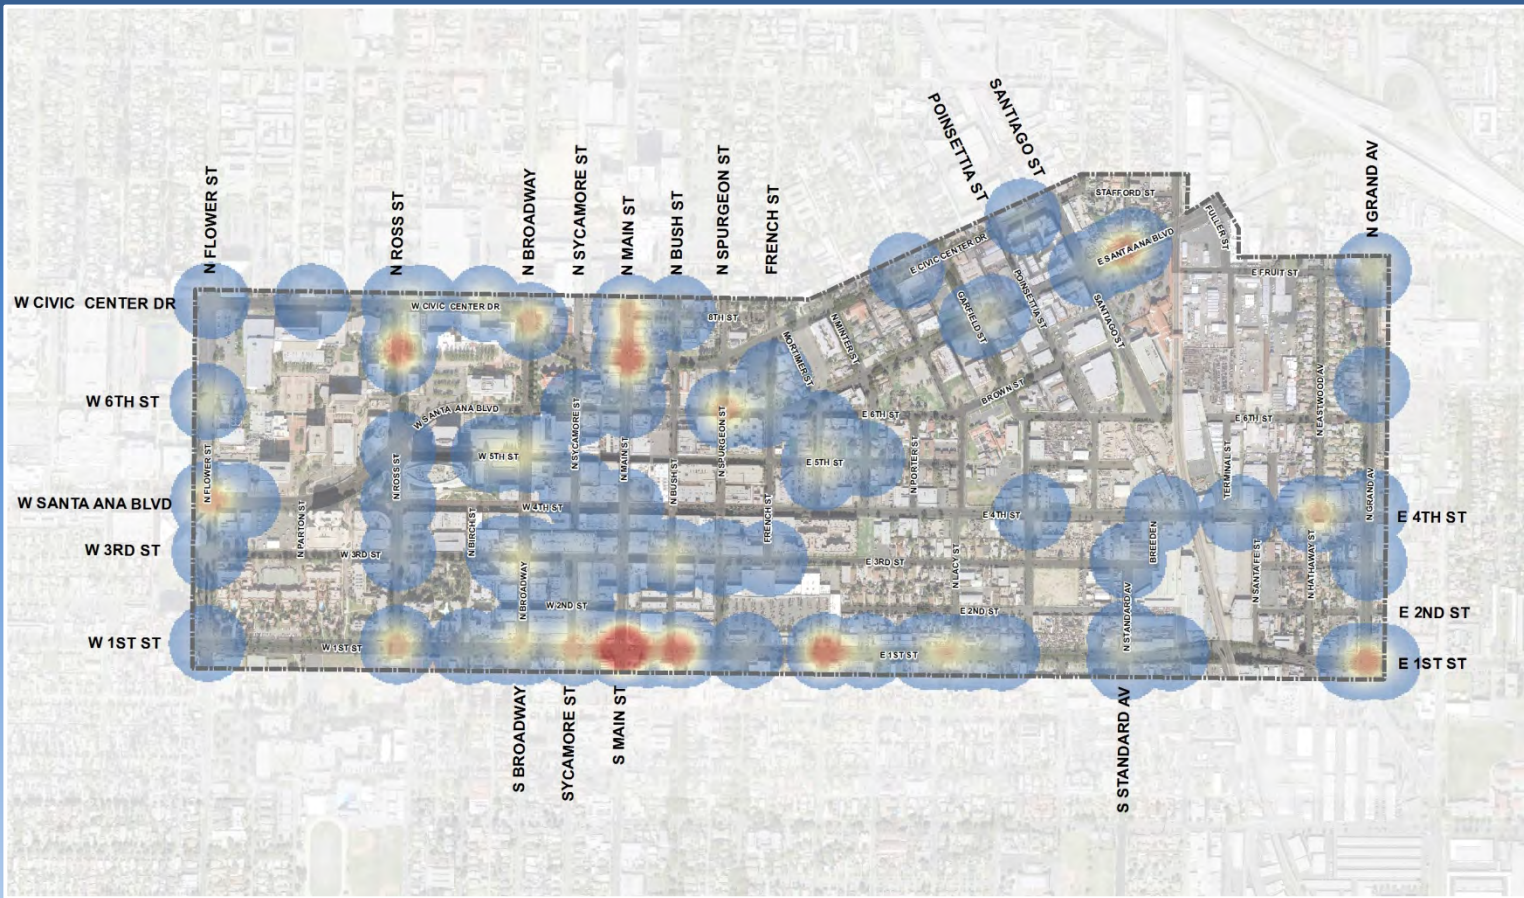 POINSETTIA ST
SANTIAGO ST
N FLOWER ST
N ROSS ST
N BROADWAY
N SYCAMORE ST
N MAIN ST
N BUSH ST
N SPURGEON ST
FRENCH ST
N GRAND AV
STAFFORD ST
FULLER ST
E SANTA ANA BLVD
E CIVIC CENTER DR
E FRUIT ST
W CIVIC CENTER DR
W CIVIC CENTER DR
8TH ST
GARFIELD ST
POINSETTIA ST
SANTIAGO ST
N MINTER ST
MORTIMER ST
BROWN ST
N EASTWOOD AV
W 6TH ST
W SANTA ANA BLVD
N SYCAMORE ST
N SPURGEON ST
E 6TH ST
E 6TH ST
N FLOWER ST
N ROSS ST
W 5TH ST
N MAIN ST
N BUSH ST
E 5TH ST
N PORTER ST
TERMINAL ST
N GRAND AV
W SANTA ANA BLVD
N PARTON ST
N BIRCH ST
W 4TH ST
FRENCH ST
E 4TH ST
BREEDEN
E 4TH ST
W 3RD ST
W 3RD ST
E 3RD ST
N LACY ST
N SANTA FE ST
N HATHAWAY ST
N BROADWAY
W 2ND ST
E 2ND ST
N STANDARD AV
E 2ND ST
W 1ST ST
W 1ST ST
E 1ST ST
E 1ST ST
S BROADWAY
SYCAMORE ST
S MAIN ST
S STANDARD AV